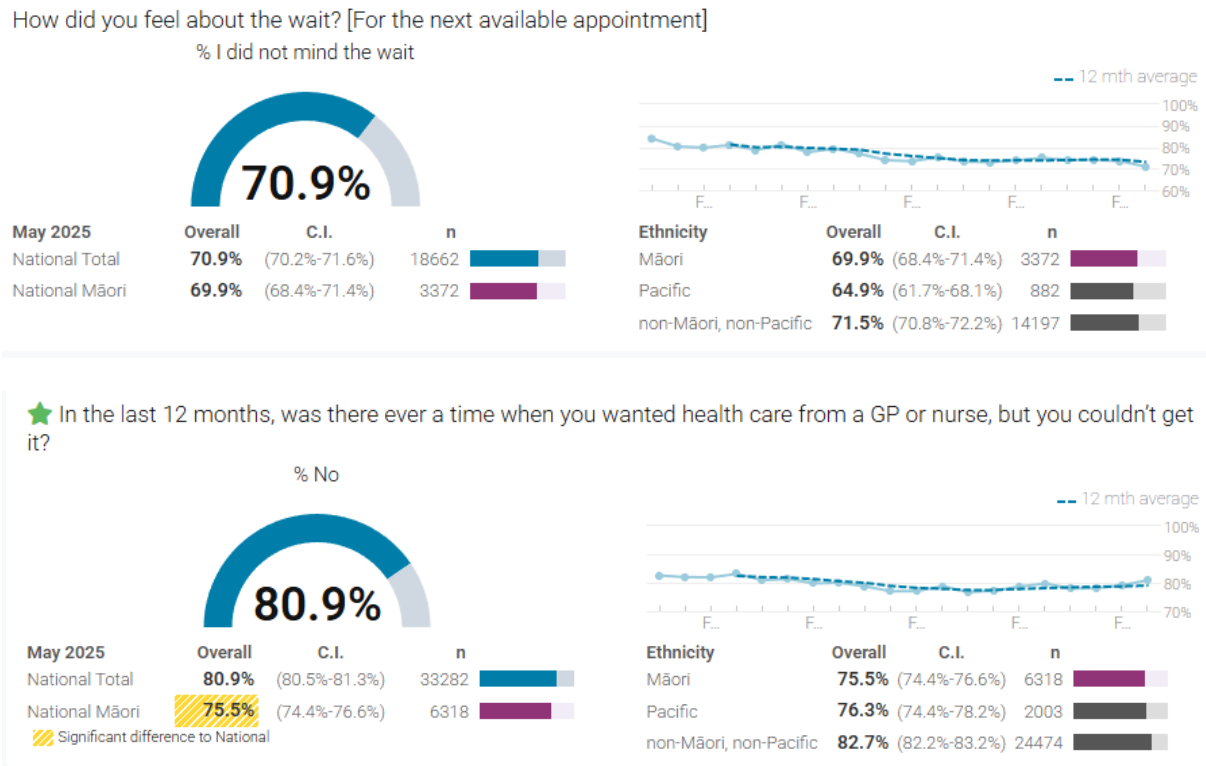 How did you feel about the wait? [For the next available appointment]
% I did not mind the wait
70.9%
12 mth average
100%
90%
80%
70%
60%
F... F... F... F... F...
May 2025 Overall C.I. n
National Total 70.9% (70.2%-71.6%) 18662
National Māori 69.9% (68.4%-71.4%) 3372
Ethnicity Overall C.I. n
Māori 69.9% (68.4%-71.4%) 3372
Pacific 64.9% (61.7%-68.1%) 882
non-Māori, non-Pacific 71.5% (70.8%-72.2%) 14197
In the last 12 months, was there ever a time when you wanted health care from a GP or nurse, but you couldn't get
it?
% No
80.9%
12 mth average
100%
90%
80%
70%
F... F... F... F... F...
May 2025 Overall C.I. n
National Total 80.9% (80.5%-81.3%) 33282
National Māori 75.5% (74.4%-76.6%) 6318
Significant difference to National
Ethnicity Overall C.I. n
Māori 75.5% (74.4%-76.6%) 6318
Pacific 76.3% (74.4%-78.2%) 2003
non-Māori, non-Pacific 82.7% (82.2%-83.2%) 24474